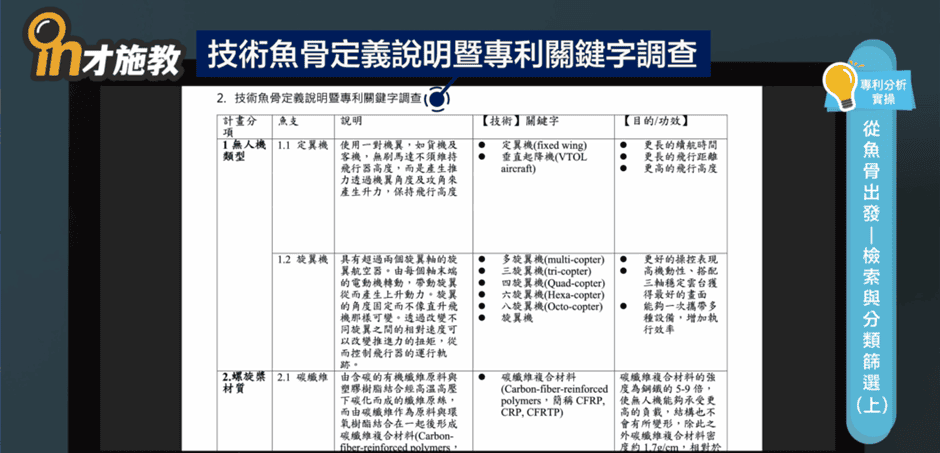 in才施教
技術魚骨定義說明暨專利關鍵字調查
專利分析
實操
從魚骨出發—檢索與分類篩選(上)
2. 技術魚骨定義說明暨專利關鍵字調查
計畫分項
魚支
說明
【技術】關鍵字
【目的/功效】
1 無人機
類型
1.1 定翼機
使用一對機翼，如貨機及
客機，無刷馬達不須維持
飛行器高度，而是產生推
力透過機翼角度及攻角來
產生升力，保持飛行高度
● 定翼機(fixed wing)
● 垂直起降機(VTOL
aircraft)
● 更長的續航時間
● 更長的飛行距離
● 更高的飛行高度
1.2 旋翼機
具有超過兩個旋翼軸的旋
翼航空器。由每個軸末端
的電動機轉動，帶動旋翼
從而產生上升動力。旋翼
的角度固定而不像直升飛
機那樣可變。透過改變不
同旋翼之間的相對速度可
以改變推進力的扭矩，從
而控制飛行器的運行軌
跡。
● 多旋翼機(multi-copter)
● 三旋翼機(tri-copter)
● 四旋翼機(Quad-copter)
● 六旋翼機(Hexa-copter)
● 八旋翼機(Octo-copter)
● 旋翼機
● 更好的操控表現
● 高機動性、搭配
三軸穩定雲台獲
得最好的畫面
● 能夠一次攜帶多
種設備，增加執
行效率
2.螺旋槳
材質
2.1 碳纖維
由含碳的有機纖維原料與
塑膠樹脂結合經高溫高壓
下碳化而成的纖維原絲，
而由碳纖維作為原料與環
氧樹酯結合在一起後形成
碳纖維複合材料(Carbon-
fiber-reinforced polymers，
● 碳纖維複合材料
(Carbon-fiber-reinforced
polymers，簡稱 CFRP,
CRP, CFRTP)
碳纖維複合材料的強
度為鋼鐵的 5-9 倍，
使無人機能夠承受更
高的負載，結構也不
會有所變形，除此之
外碳纖維複合材料密
度約 1.7g/cm，相對於